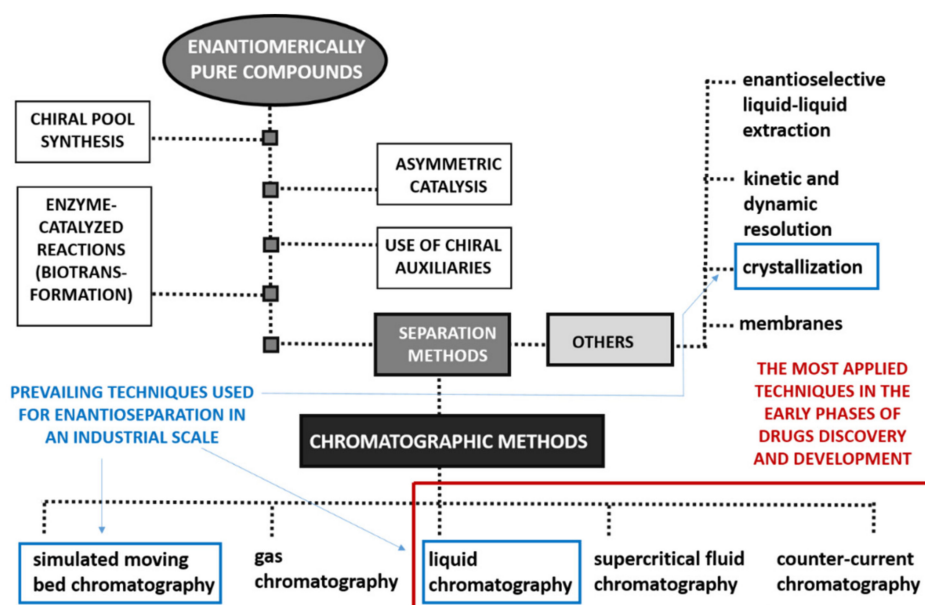 ENANTIOMERICALLY
PURE COMPOUNDS
CHIRAL POOL
SYNTHESIS
ASYMMETRIC
CATALYSIS
ENZYME-
CATALYZED
REACTIONS
(BIOTRANS-
FORMATION)
USE OF CHIRAL
AUXILIARIES
SEPARATION
METHODS
OTHERS
enantioselective
liquid-liquid
extraction
kinetic and
dynamic
resolution
crystallization
membranes
PREVAILING TECHNIQUES USED
FOR ENANTIOSEPARATION IN
AN INDUSTRIAL SCALE
THE MOST APPLIED
TECHNIQUES IN THE
EARLY PHASES OF
DRUGS DISCOVERY
AND DEVELOPMENT
CHROMATOGRAPHIC METHODS
simulated moving
bed chromatography
gas
chromatography
liquid
chromatography
supercritical fluid
chromatography
counter-current
chromatography